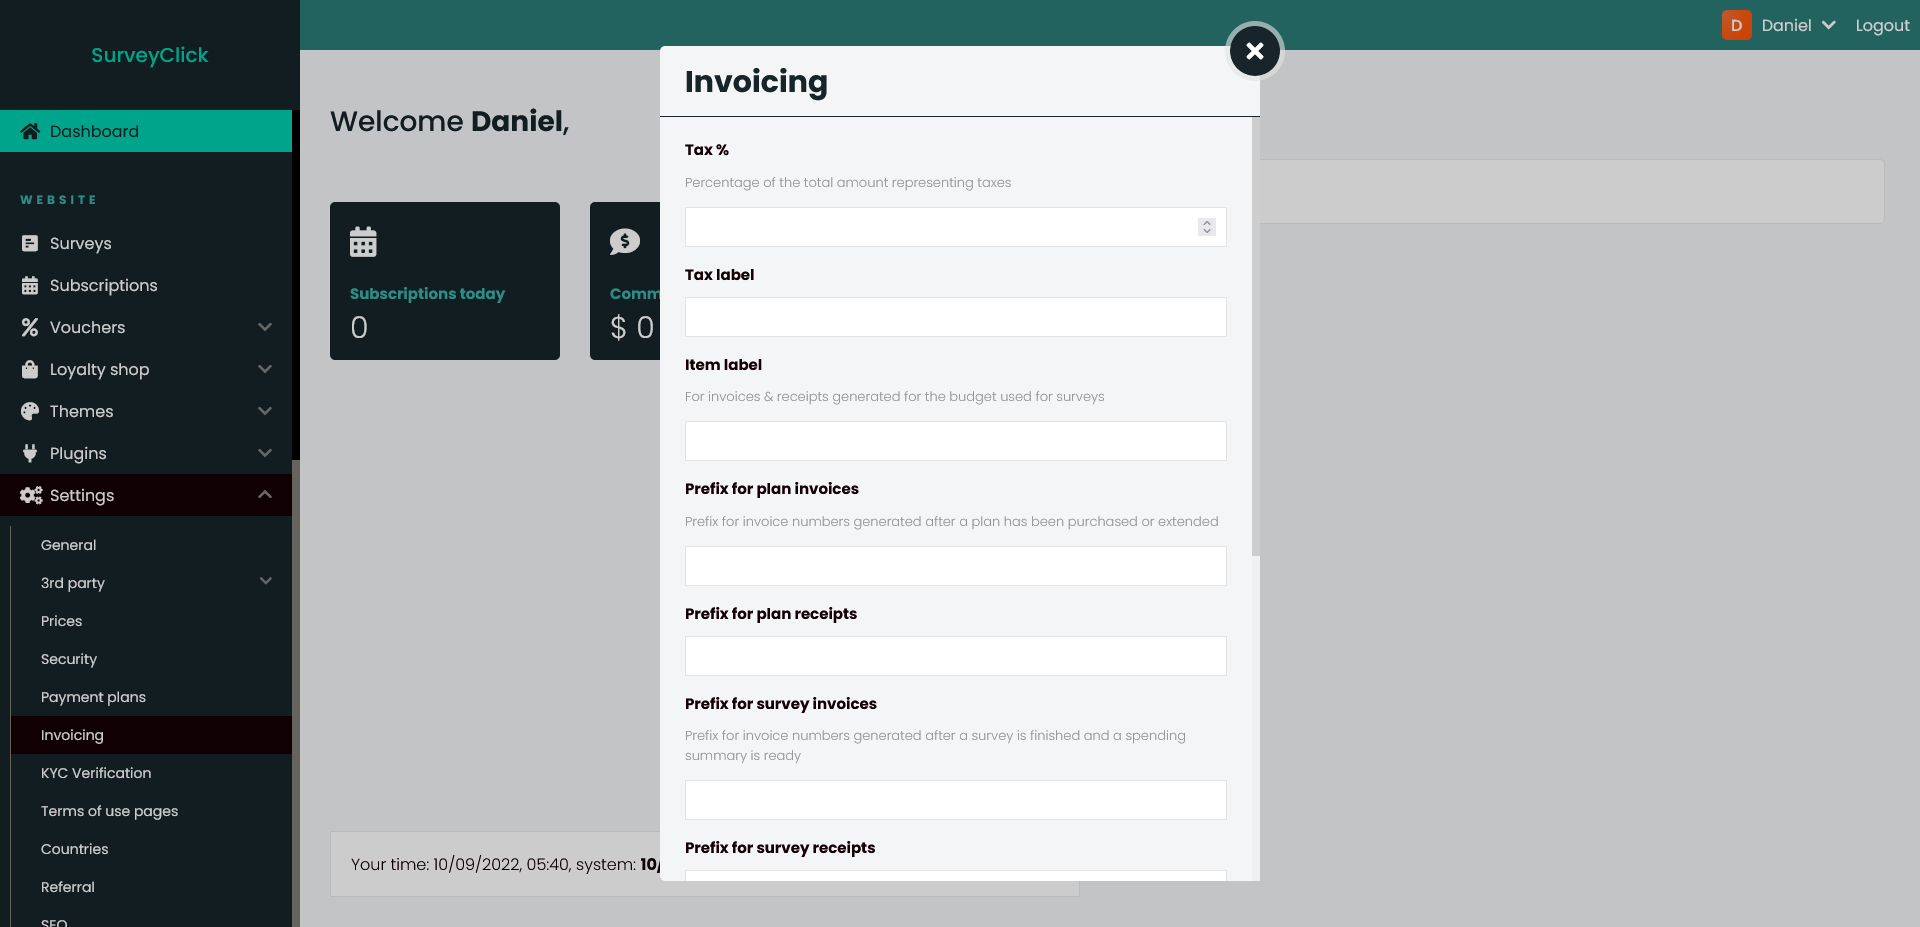 SurveyClick
Dashboard
WEBSITE
Surveys
Subscriptions
Vouchers
Loyalty shop
Themes
Plugins
Settings
General
3rd party
Prices
Security
Payment plans
Invoicing
KYC Verification
Terms of use pages
Countries
Referral
SEO
D Daniel Logout
Welcome Daniel,
Subscriptions today
0
Comm
$ 0
Your time: 10/09/2022, 05:40, system: 10/
Invoicing
Tax %
Percentage of the total amount representing taxes
Tax label
Item label
For invoices & receipts generated for the budget used for surveys
Prefix for plan invoices
Prefix for invoice numbers generated after a plan has been purchased or extended
Prefix for plan receipts
Prefix for survey invoices
Prefix for invoice numbers generated after a survey is finished and a spending
summary is ready
Prefix for survey receipts